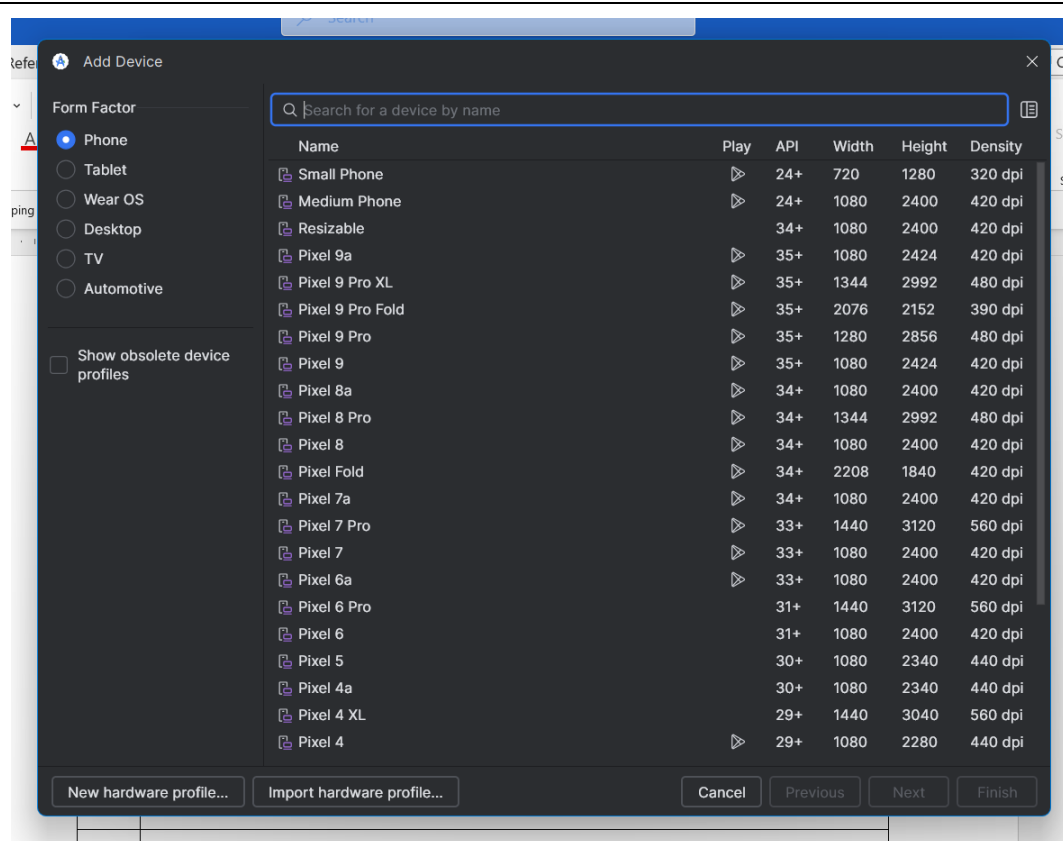 Search
Refe
Add Device
Form Factor
Phone
Tablet
Wear OS
Desktop
TV
Automotive
Show obsolete device
profiles
Search for a device by name
Name Play API Width Height Density
Small Phone 24+ 720 1280 320 dpi
Medium Phone 24+ 1080 2400 420 dpi
Resizable 34+ 1080 2400 420 dpi
Pixel 9a 35+ 1080 2424 420 dpi
Pixel 9 Pro XL 35+ 1344 2992 480 dpi
Pixel 9 Pro Fold 35+ 2076 2152 390 dpi
Pixel 9 Pro 35+ 1280 2856 480 dpi
Pixel 9 35+ 1080 2424 420 dpi
Pixel 8a 34+ 1080 2400 420 dpi
Pixel 8 Pro 34+ 1344 2992 480 dpi
Pixel 8 34+ 1080 2400 420 dpi
Pixel Fold 34+ 2208 1840 420 dpi
Pixel 7a 34+ 1080 2400 420 dpi
Pixel 7 Pro 33+ 1440 3120 560 dpi
Pixel 7 33+ 1080 2400 420 dpi
Pixel 6a 33+ 1080 2400 420 dpi
Pixel 6 Pro 31+ 1440 3120 560 dpi
Pixel 6 31+ 1080 2400 420 dpi
Pixel 5 30+ 1080 2340 440 dpi
Pixel 4a 30+ 1080 2340 440 dpi
Pixel 4 XL 29+ 1440 3040 560 dpi
Pixel 4 29+ 1080 2280 440 dpi
New hardware profile... Import hardware profile... Cancel Previous Next Finish
A
ping